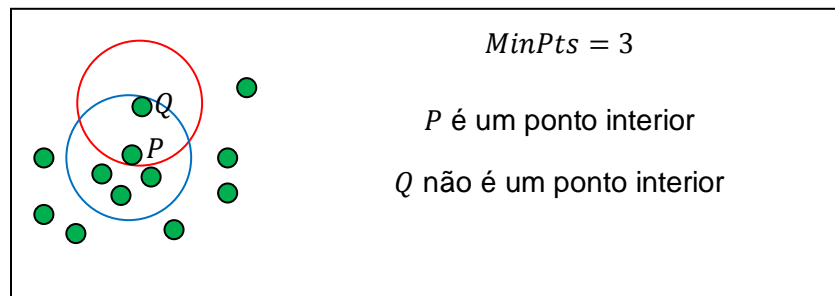 MinPts = 3
Q
P é um ponto interior
P
Q não é um ponto interior